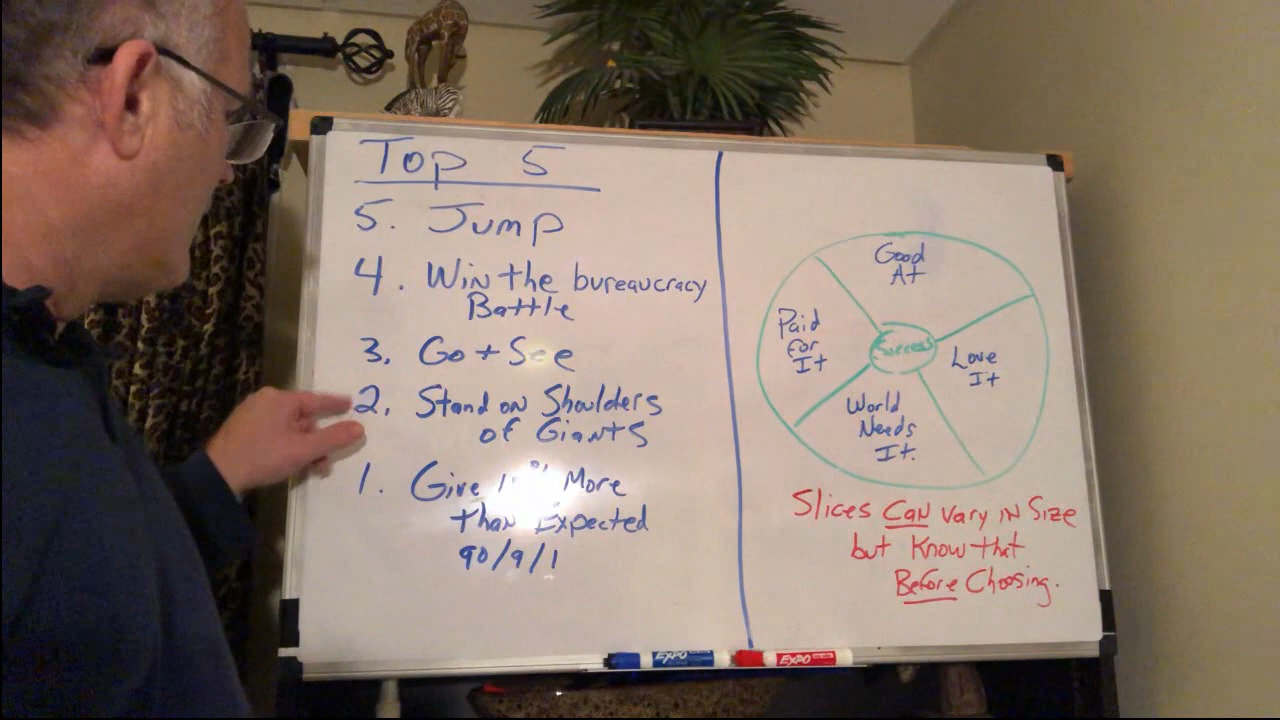 Top 5
5. Jump
4. Win the bureaucracy
Battle
3. Go + See
2. Stand on Shoulders
of Giants
1. Give More
than Expected
90/9/1
Good
At
Paid
for
It
Success
Love
It
World
Needs
It.
Slices CAN vary in Size
but Know that
Before Choosing.
EXPO
EXPO